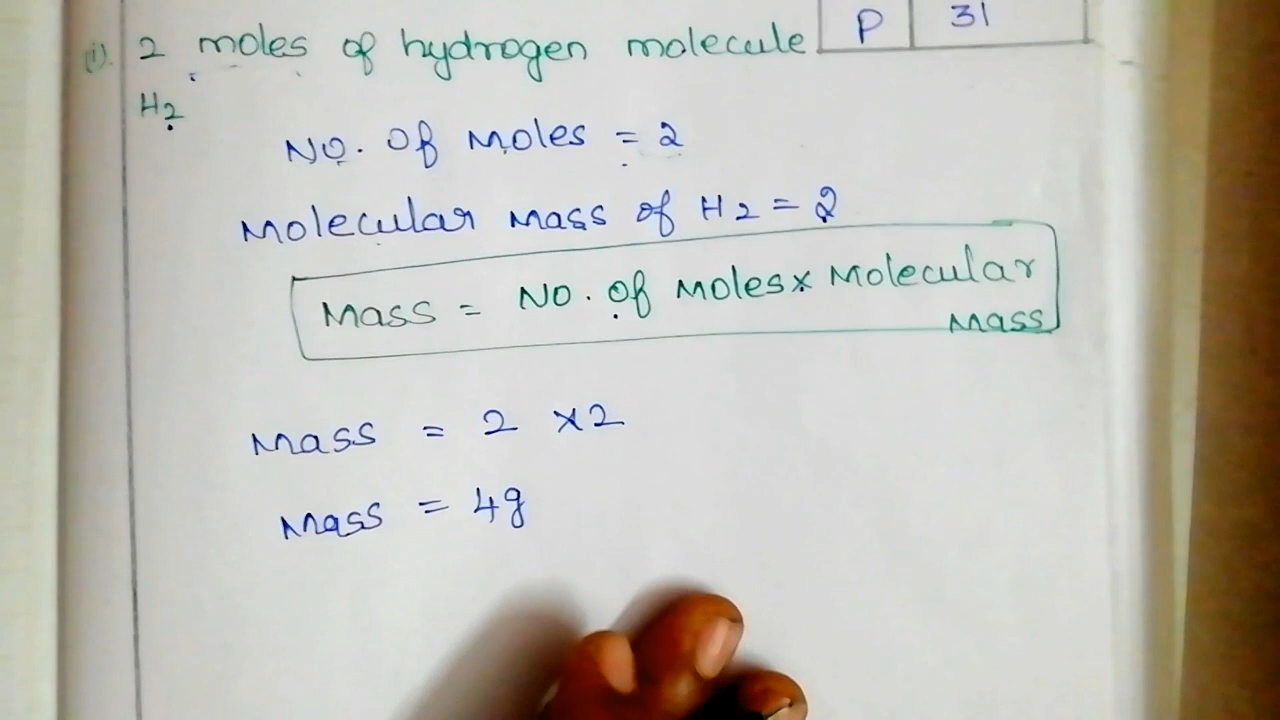 P 31
(i). 2 moles of hydrogen molecule
H2
No. of moles = 2
Molecular mass of H2 = 2
Mass = No. of moles x Molecular
Mass
Mass = 2 x 2
Mass = 4g